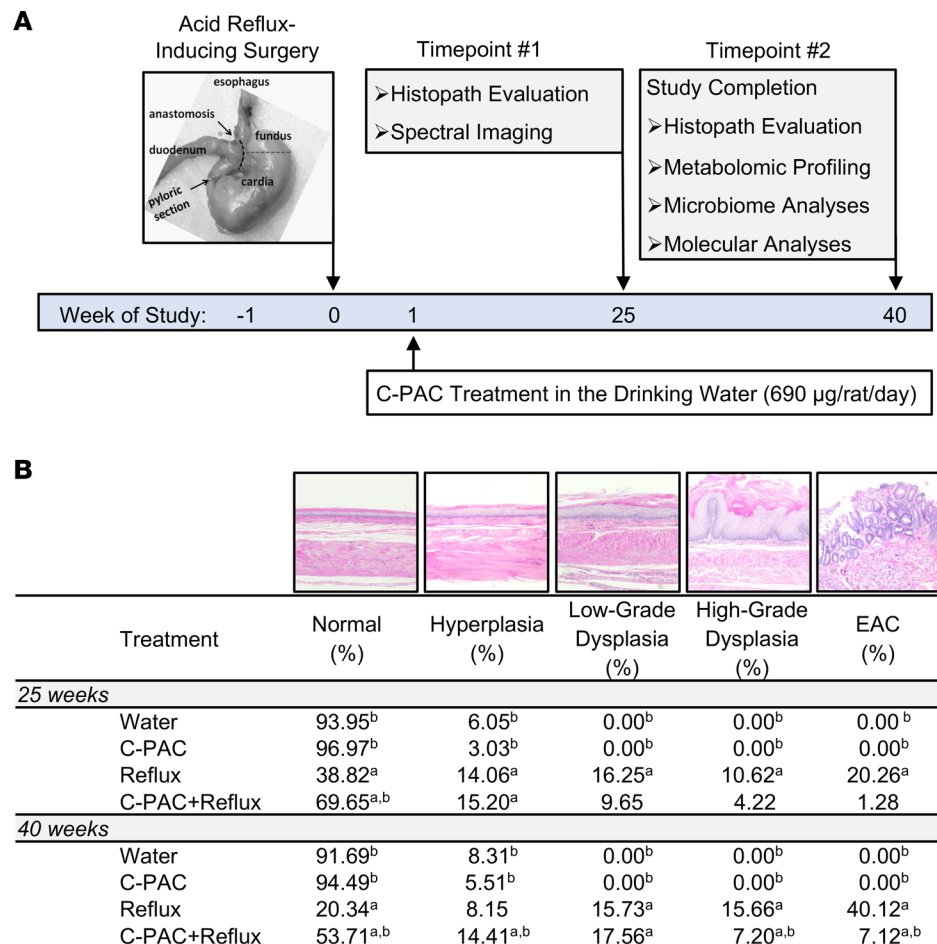 A
Acid Reflux-
Inducing Surgery
Timepoint #1
Timepoint #2
esophagus
anastomosis
fundus
duodenum
cardia
pyloric
section
➢Histopath Evaluation
➢Spectral Imaging
Study Completion
➢Histopath Evaluation
➢Metabolomic Profiling
➢Microbiome Analyses
➢Molecular Analyses
Week of Study: -1 0 1 25 40
C-PAC Treatment in the Drinking Water (690 µg/rat/day)
B
Treatment Normal (%) Hyperplasia (%) Low-Grade Dysplasia (%) High-Grade Dysplasia (%) EAC (%)
25 weeks
Water 93.95ᵇ 6.05ᵇ 0.00ᵇ 0.00ᵇ 0.00 ᵇ
C-PAC 96.97ᵇ 3.03ᵇ 0.00ᵇ 0.00ᵇ 0.00ᵇ
Reflux 38.82ᵃ 14.06ᵃ 16.25ᵃ 10.62ᵃ 20.26ᵃ
C-PAC+Reflux 69.65ᵃ,ᵇ 15.20ᵃ 9.65 4.22 1.28
40 weeks
Water 91.69ᵇ 8.31ᵇ 0.00ᵇ 0.00ᵇ 0.00ᵇ
C-PAC 94.49ᵇ 5.51ᵇ 0.00ᵇ 0.00ᵇ 0.00ᵇ
Reflux 20.34ᵃ 8.15 15.73ᵃ 15.66ᵃ 40.12ᵃ
C-PAC+Reflux 53.71ᵃ,ᵇ 14.41ᵃ,ᵇ 17.56ᵃ 7.20ᵃ,ᵇ 7.12ᵃ,ᵇ